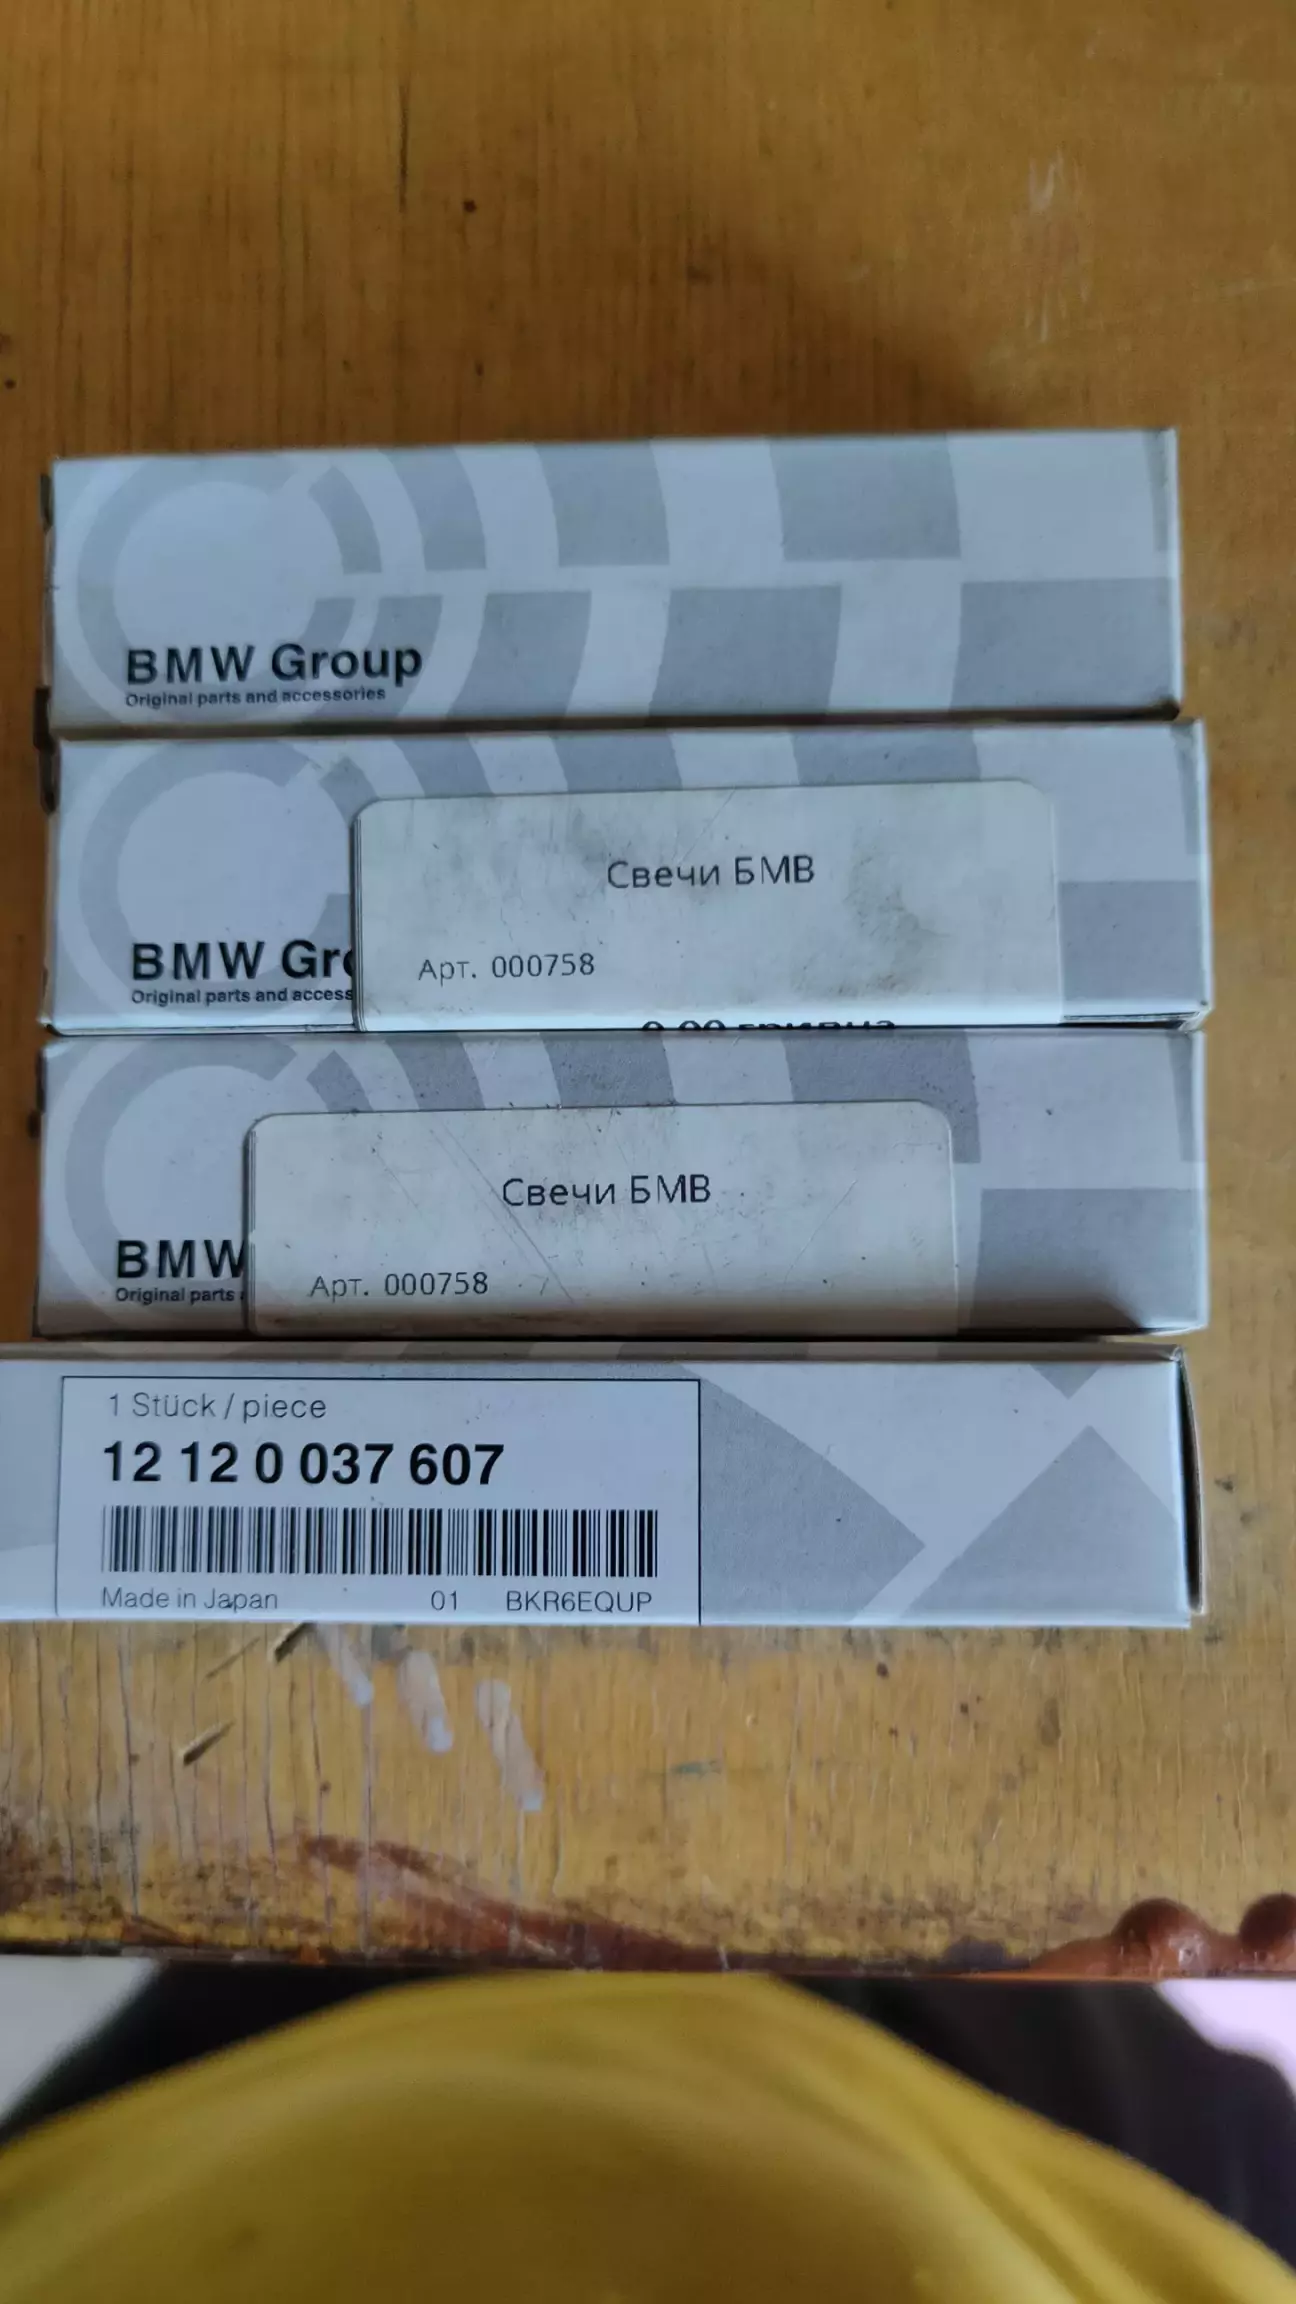 BMW Group
Original parts and accessories
Свечи БМВ
Арт. 000758
BMW Gro
Original parts and access
Свечи БМВ
Арт. 000758
BMW
Original parts
1 Stück / piece
12 12 0 037 607
Made in Japan 01 BKR6EQUP